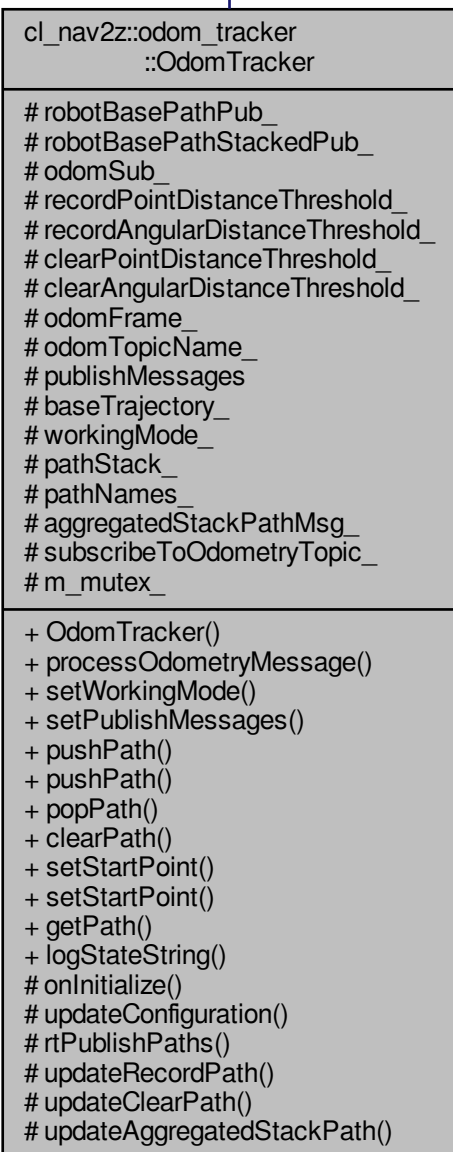 cl_nav2z::odom_tracker
::OdomTracker
# robotBasePathPub_
# robotBasePathStackedPub_
# odomSub_
# recordPointDistanceThreshold_
# recordAngularDistanceThreshold_
# clearPointDistanceThreshold_
# clearAngularDistanceThreshold_
# odomFrame_
# odomTopicName_
# publishMessages
# baseTrajectory_
# workingMode_
# pathStack_
# pathNames_
# aggregatedStackPathMsg_
# subscribeToOdometryTopic_
# m_mutex_
+ OdomTracker()
+ processOdometryMessage()
+ setWorkingMode()
+ setPublishMessages()
+ pushPath()
+ pushPath()
+ popPath()
+ clearPath()
+ setStartPoint()
+ setStartPoint()
+ getPath()
+ logStateString()
# onInitialize()
# updateConfiguration()
# rtPublishPaths()
# updateRecordPath()
# updateClearPath()
# updateAggregatedStackPath()